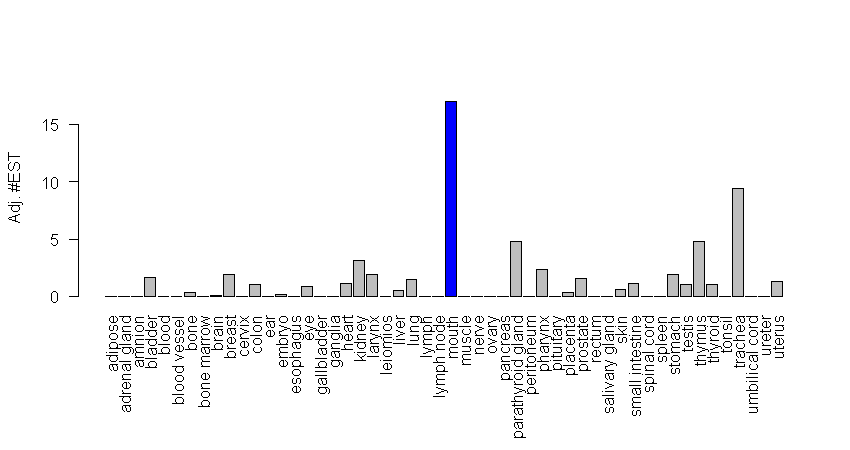 Adj. #EST
15
10
5
0
adipose
adrenal gland
amnion
bladder
blood
blood vessel
bone
bone marrow
brain
breast
cervix
colon
ear
embryo
esophagus
eye
gallbladder
ganglia
heart
kidney
larynx
leiomios
liver
lung
lymph
lymph node
mouth
muscle
nerve
ovary
pancreas
parathyroid gland
peritoneum
pharynx
pituitary
placenta
prostate
rectum
salivary gland
skin
small intestine
spinal cord
spleen
stomach
testis
thymus
thyroid
tonsil
trachea
umbilical cord
ureter
uterus